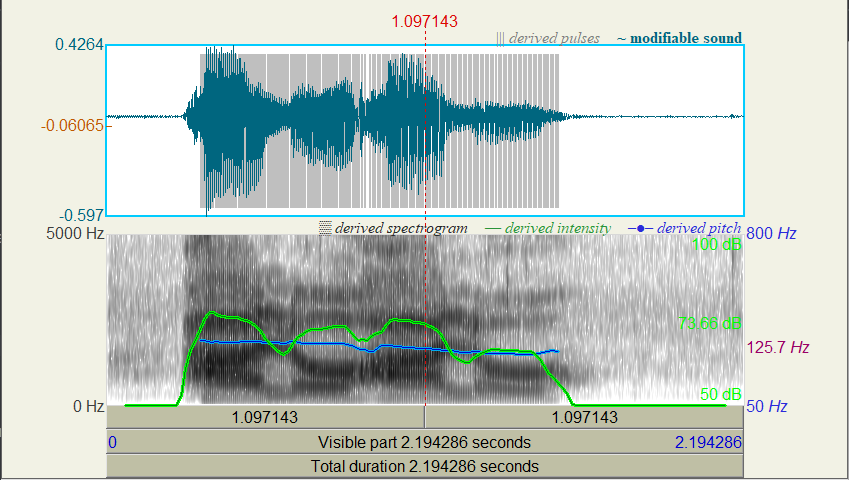 1.097143
derived pulses ~ modifiable sound
0.4264
-0.06065
-0.597
derived spectrogram derived intensity derived pitch
5000 Hz 100 dB 800 Hz
73.66 dB
125.7 Hz
50 dB
0 Hz 50 Hz
1.097143 1.097143
0 Visible part 2.194286 seconds 2.194286
Total duration 2.194286 seconds